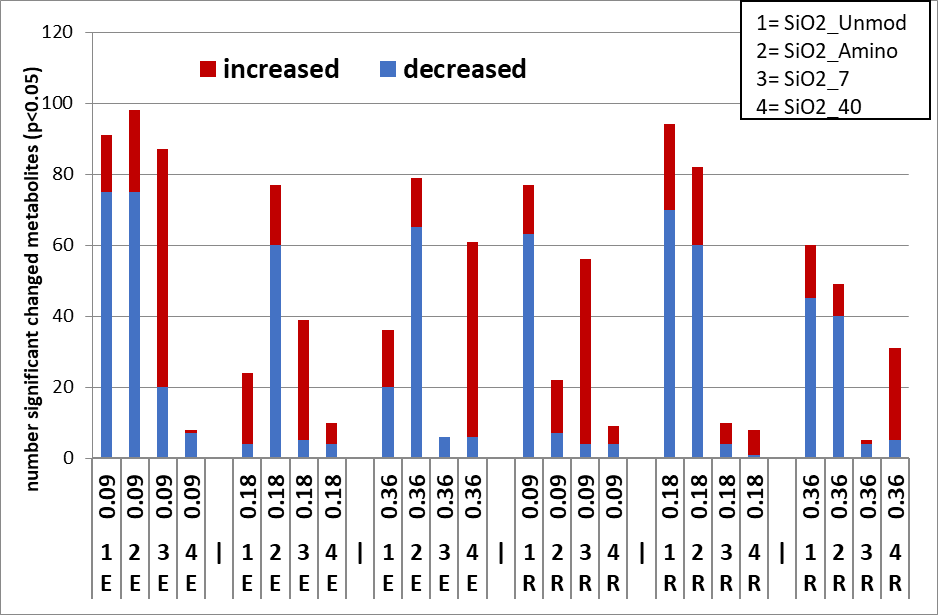 120
100
80
60
40
20
0
number significant changed metabolites (p<0.05)
increased decreased
1= SiO2_Unmod
2= SiO2_Amino
3= SiO2_7
4= SiO2_40
0.09 0.09 0.09 0.09 0.18 0.18 0.18 0.18 0.36 0.36 0.36 0.36 0.09 0.09 0.09 0.09 0.18 0.18 0.18 0.18 0.36 0.36 0.36 0.36
1 2 3 4 | 1 2 3 4 | 1 2 3 4 | 1 2 3 4 | 1 2 3 4 | 1 2 3 4
E E E E E E E E E E E E R R R R R R R R R R R R